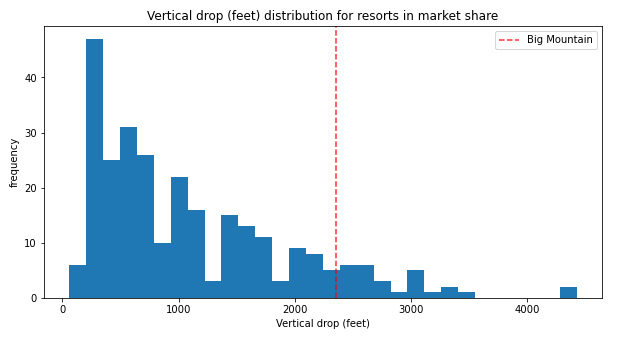 Vertical drop (feet) distribution for resorts in market share
Big Mountain
frequency
40
30
20
10
0
0 1000 2000 3000 4000
Vertical drop (feet)